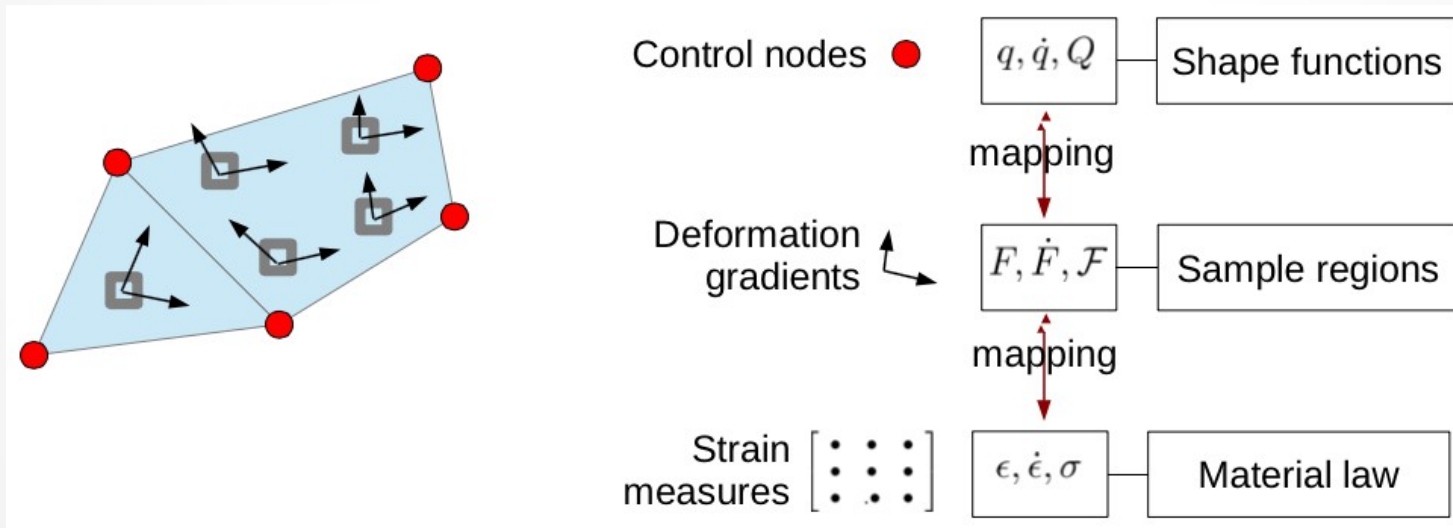 Control nodes
q, q̇, Q
Shape functions
mapping
Deformation
gradients
F, Ḟ, ℱ
Sample regions
mapping
Strain
measures
ϵ, ϵ̇, σ
Material law